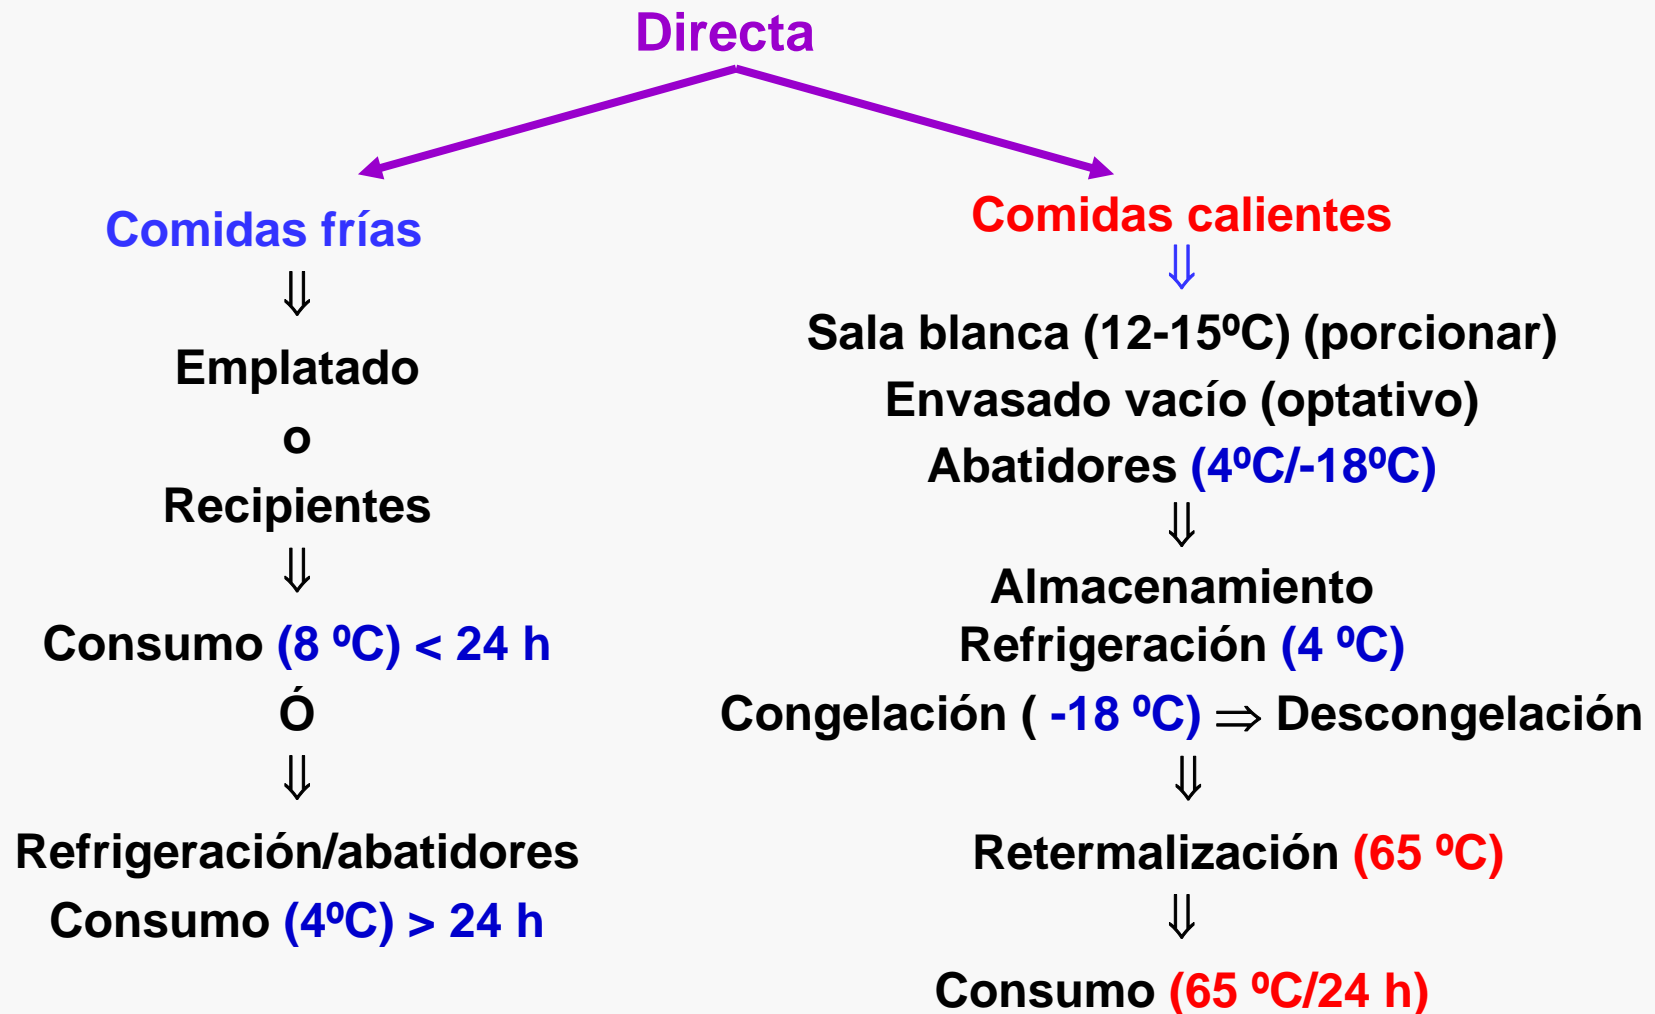 Directa
Comidas frías
⇓
Emplatado
o
Recipientes
⇓
Consumo (8 ºC) < 24 h
Ó
⇓
Refrigeración/abatidores
Consumo (4ºC) > 24 h
Comidas calientes
⇓
Sala blanca (12-15ºC) (porcionar)
Envasado vacío (optativo)
Abatidores (4ºC/-18ºC)
⇓
Almacenamiento
Refrigeración (4 ºC)
Congelación ( -18 ºC) ⇒ Descongelación
⇓
Retermalización (65 ºC)
⇓
Consumo (65 ºC/24 h)